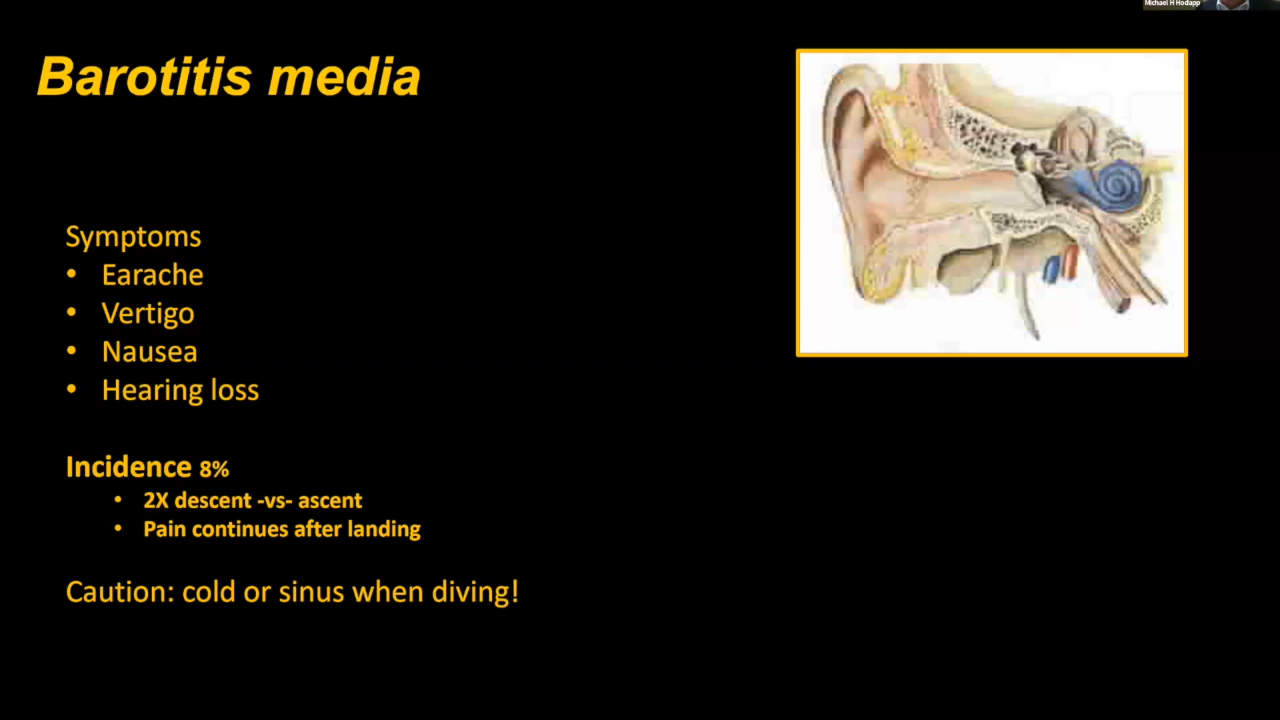 Michael H Hodapp
Barotitis media
Symptoms
• Earache
• Vertigo
• Nausea
• Hearing loss
Incidence 8%
• 2X descent -vs- ascent
• Pain continues after landing
Caution: cold or sinus when diving!